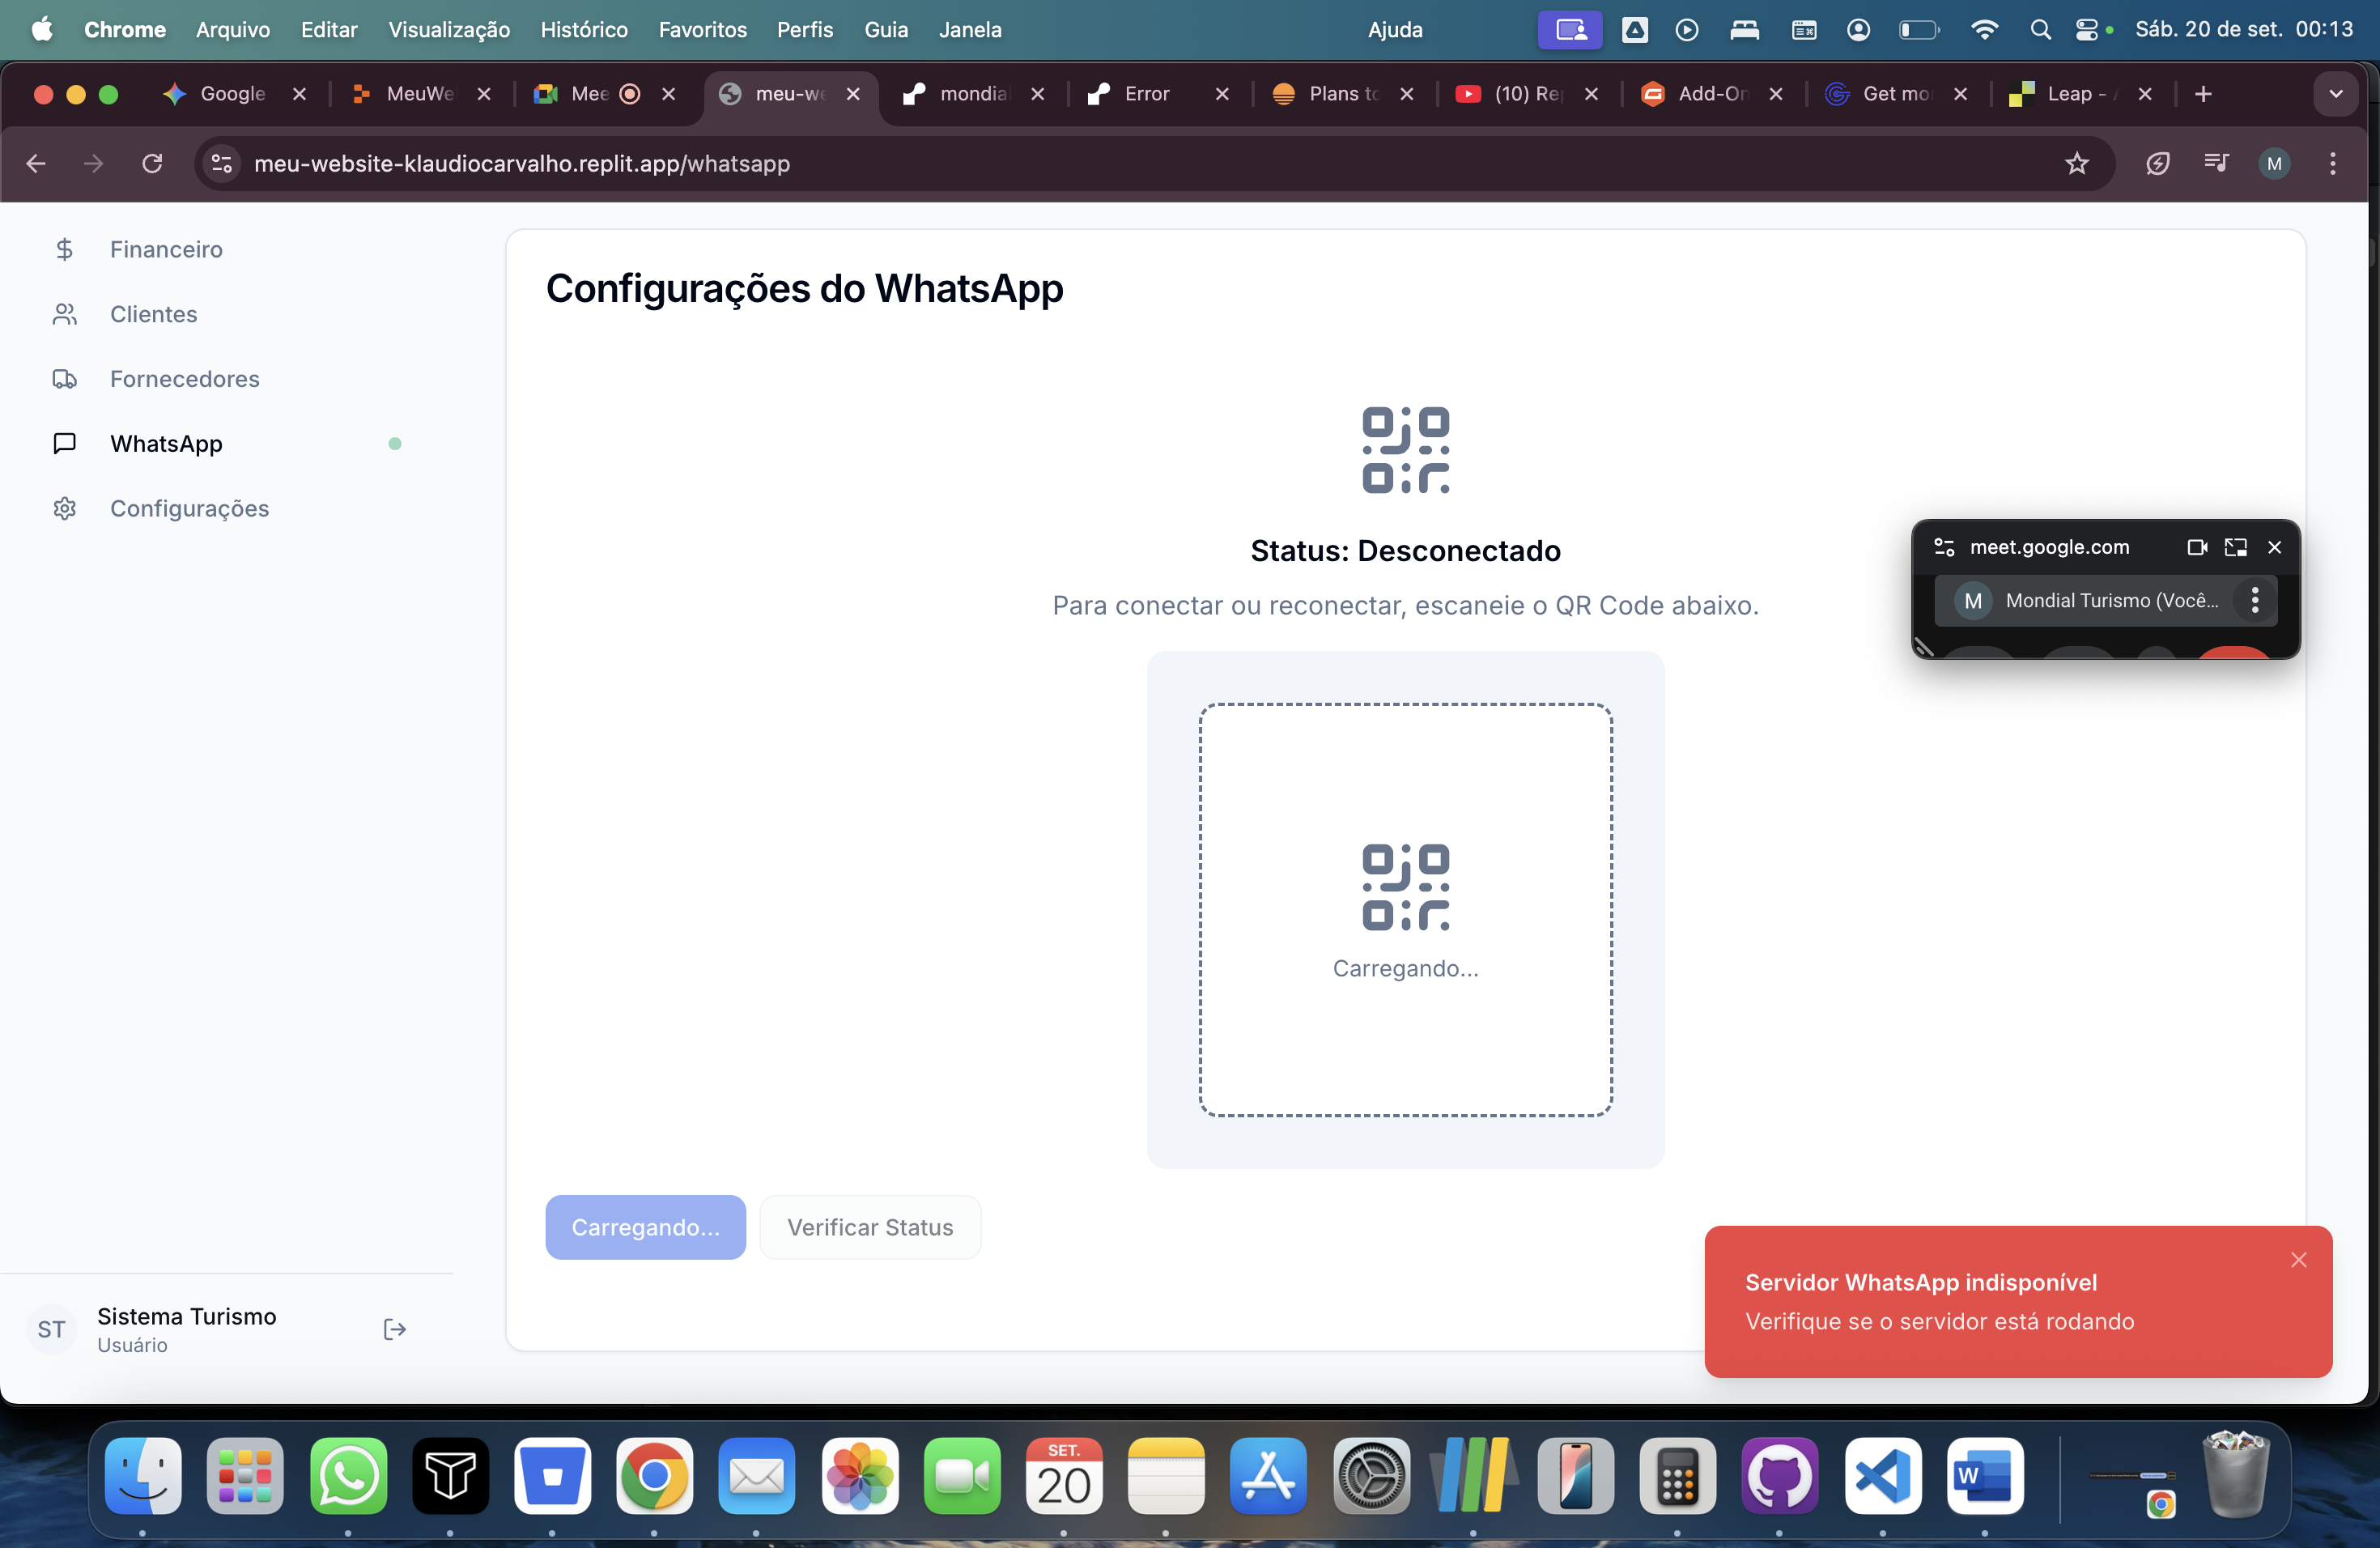 Chrome Arquivo Editar Visualização Histórico Favoritos Perfis Guia Janela Ajuda Sáb. 20 de set. 00:13
Google MeuWe Mee meu-we mondial Error Plans to (10) Rep Add-On Get mo Leap -
meu-website-klaudiocarvalho.replit.app/whatsapp M
Financeiro
Clientes
Fornecedores
WhatsApp
Configurações
Configurações do WhatsApp
Status: Desconectado
Para conectar ou reconectar, escaneie o QR Code abaixo.
Carregando...
Carregando... Verificar Status
meet.google.com
M Mondial Turismo (Você...
Servidor WhatsApp indisponível
Verifique se o servidor está rodando
ST Sistema Turismo
Usuário
SET.
20
W